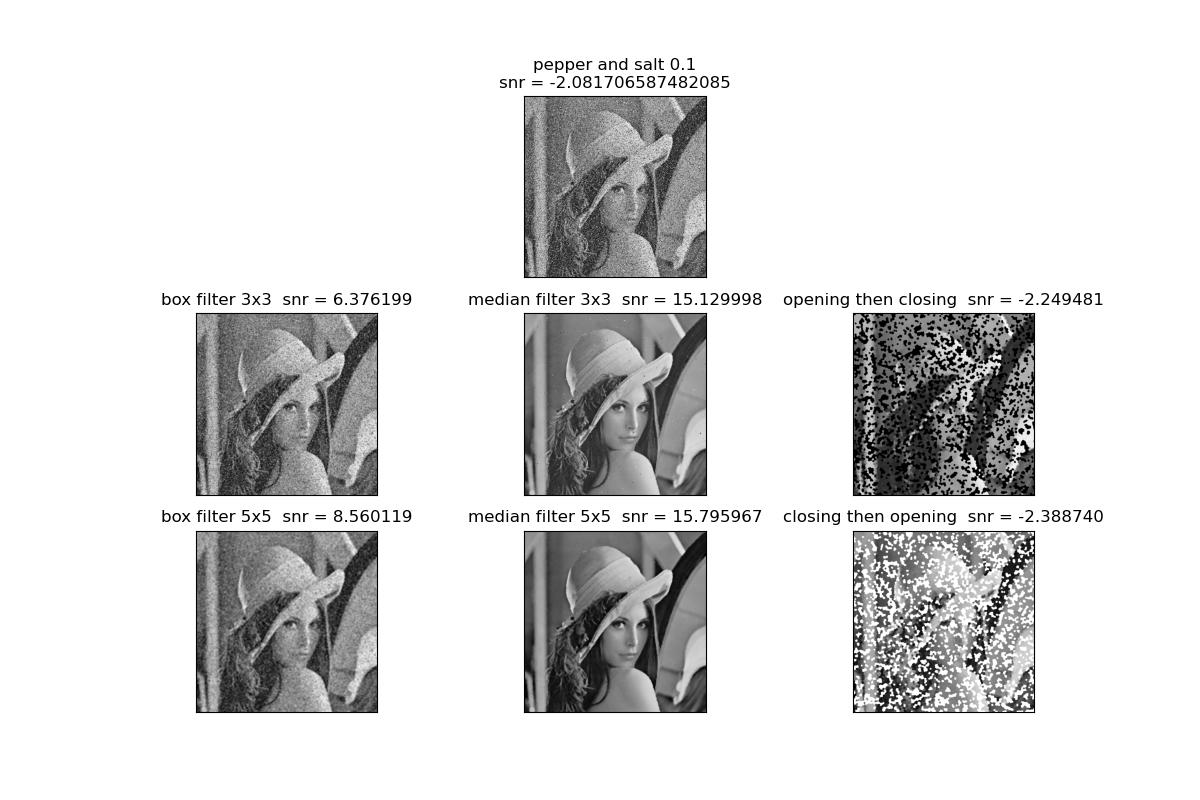 pepper and salt 0.1
snr = -2.081706587482085
box filter 3x3  snr = 6.376199
median filter 3x3  snr = 15.129998
opening then closing  snr = -2.249481
box filter 5x5  snr = 8.560119
median filter 5x5  snr = 15.795967
closing then opening  snr = -2.388740